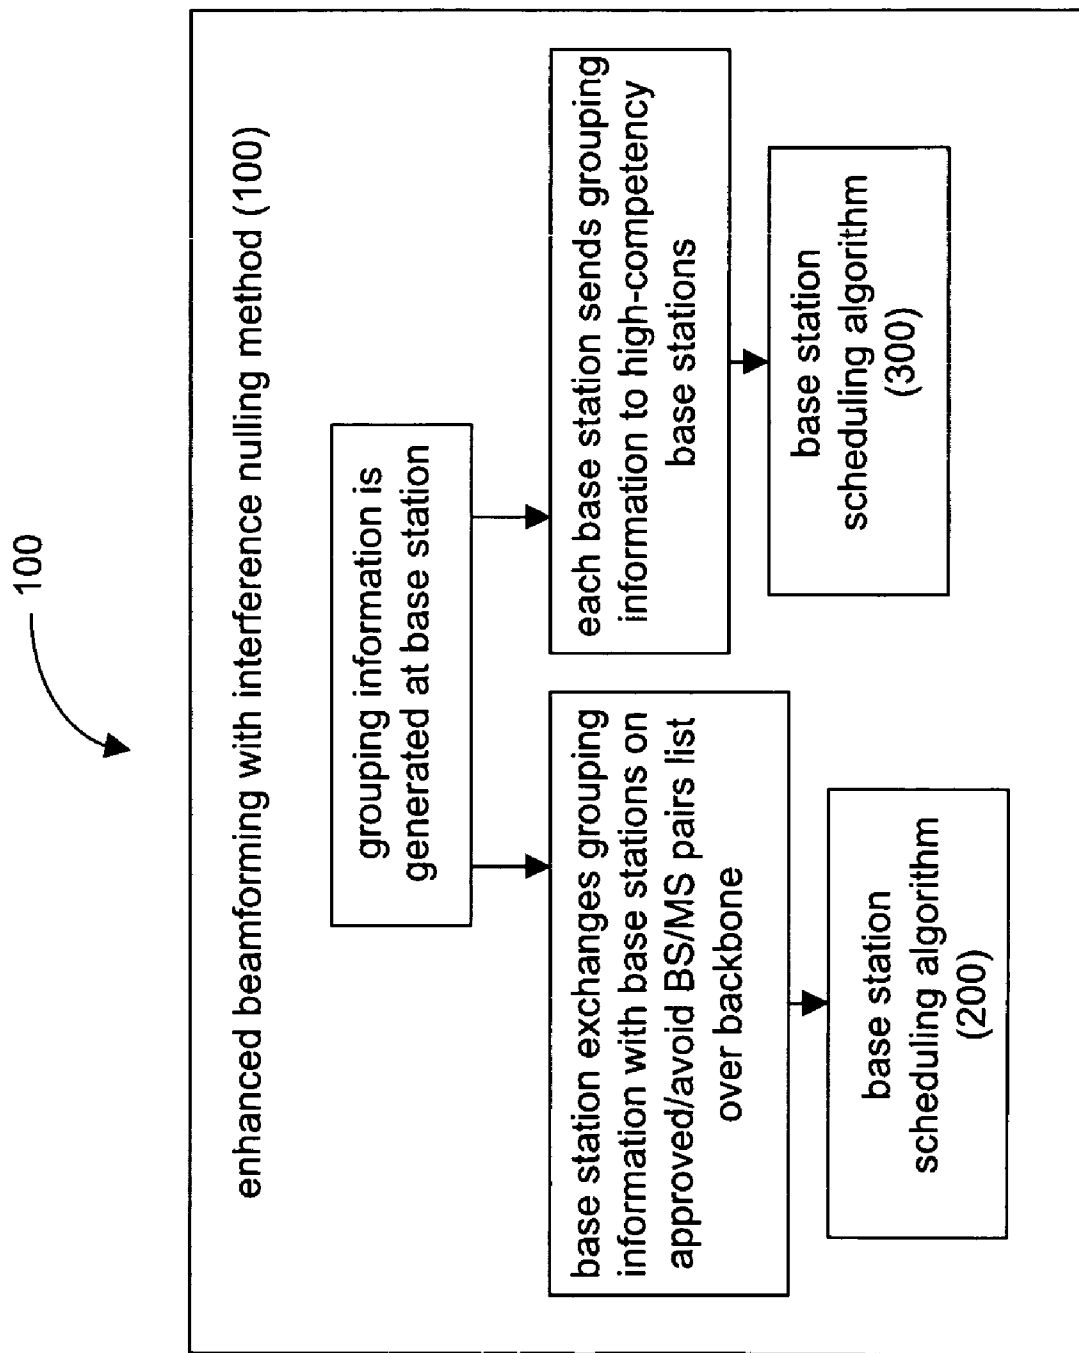 100
enhanced beamforming with interference nulling method (100)
grouping information is
generated at base station
base station exchanges grouping
information with base stations on
approved/avoid BS/MS pairs list
over backbone
base station
scheduling algorithm
(200)
each base station sends grouping
information to high-competency
base stations
base station
scheduling algorithm
(300)